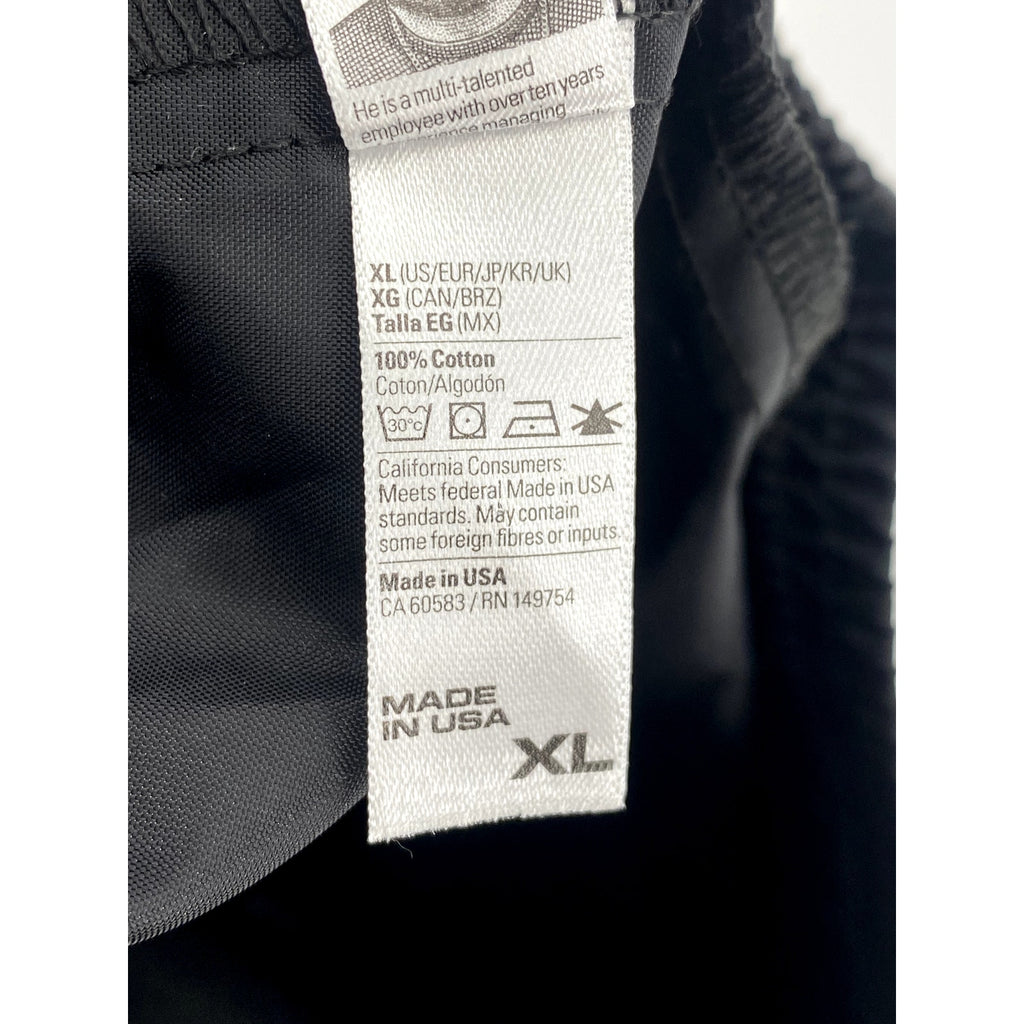 He is a multi-talented
employee with over ten years
managing
XL (US/EUR/JP/KR/UK)
XG (CAN/BRZ)
Talla EG (MX)
100% Cotton
Coton/Algodón
30°c
California Consumers:
Meets federal Made in USA
standards. May contain
some foreign fibres or inputs.
Made in USA
CA 60583 / RN 149754
MADE
IN USA
XL